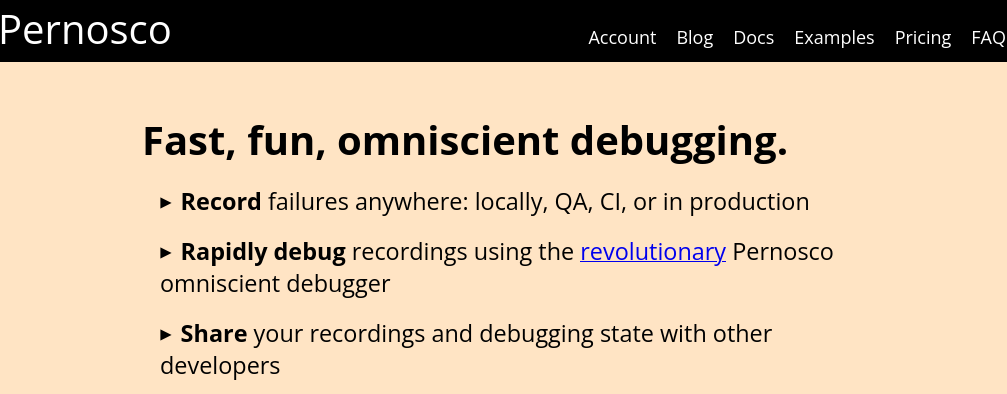 Pernosco
Account Blog Docs Examples Pricing FAQ
Fast, fun, omniscient debugging.
▸ Record failures anywhere: locally, QA, CI, or in production
▸ Rapidly debug recordings using the revolutionary Pernosco
omniscient debugger
▸ Share your recordings and debugging state with other
developers